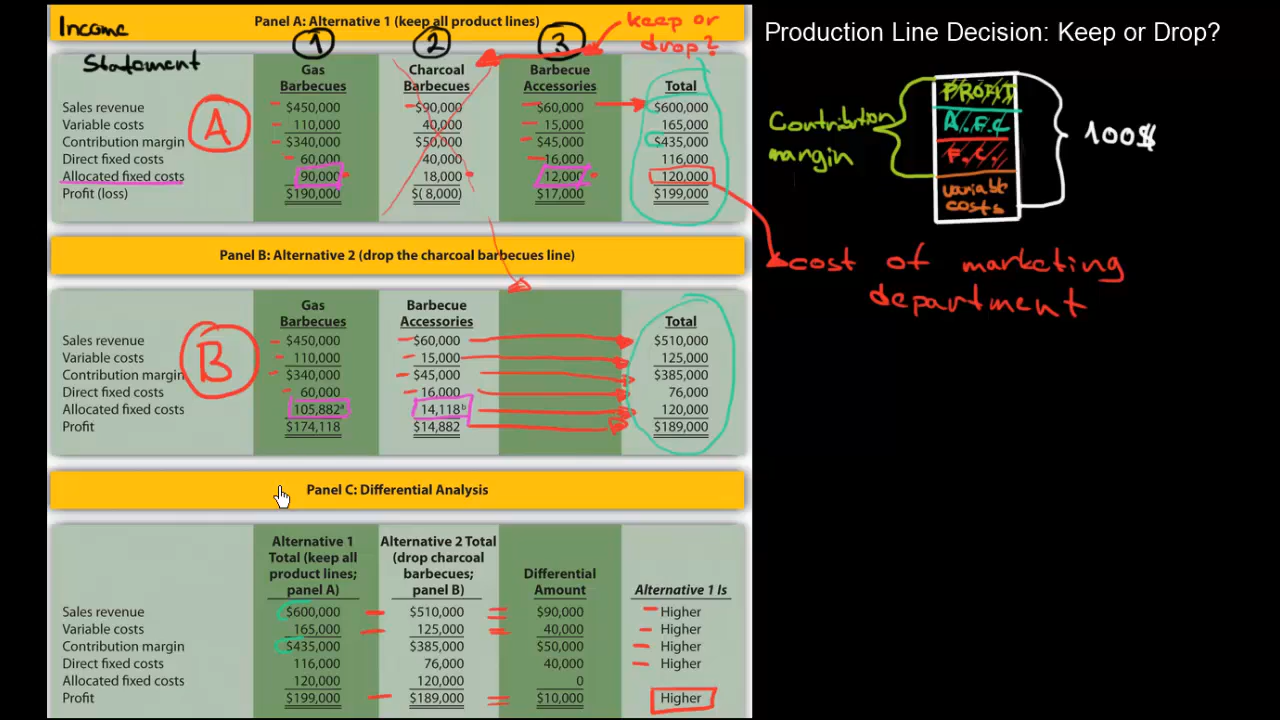 Panel A: Alternative 1 (keep all product lines)
Income
Statement
1 2 3
keep or
drop?
Gas Charcoal Barbecue
Barbecues Barbecues Accessories Total
Sales revenue $450,000 $90,000 $60,000 $600,000
Variable costs 110,000 40,000 15,000 165,000
Contribution margin $340,000 $50,000 $45,000 $435,000
Direct fixed costs 60,000 40,000 16,000 116,000
Allocated fixed costs 90,000 18,000 12,000 120,000
Profit (loss) $190,000 $( 8,000) $17,000 $199,000
A
Panel B: Alternative 2 (drop the charcoal barbecues line)
Gas Barbecue
Barbecues Accessories Total
Sales revenue $450,000 $60,000 $510,000
Variable costs 110,000 15,000 125,000
Contribution margin $340,000 $45,000 $385,000
Direct fixed costs 60,000 16,000 76,000
Allocated fixed costs 105,882ᵃ 14,118ᵇ 120,000
Profit $174,118 $14,882 $189,000
B
Panel C: Differential Analysis
Alternative 1 Alternative 2 Total
Total (keep all (drop charcoal
product lines; barbecues; Differential
panel A) panel B) Amount Alternative 1 Is
Sales revenue $600,000 $510,000 $90,000 Higher
Variable costs 165,000 125,000 40,000 Higher
Contribution margin $435,000 $385,000 $50,000 Higher
Direct fixed costs 116,000 76,000 40,000 Higher
Allocated fixed costs 120,000 120,000 0
Profit $199,000 $189,000 $10,000 Higher
Production Line Decision: Keep or Drop?
Contribution
margin
PROFIT
A.F.C
F.C.
variable
costs
100$
cost of marketing
department